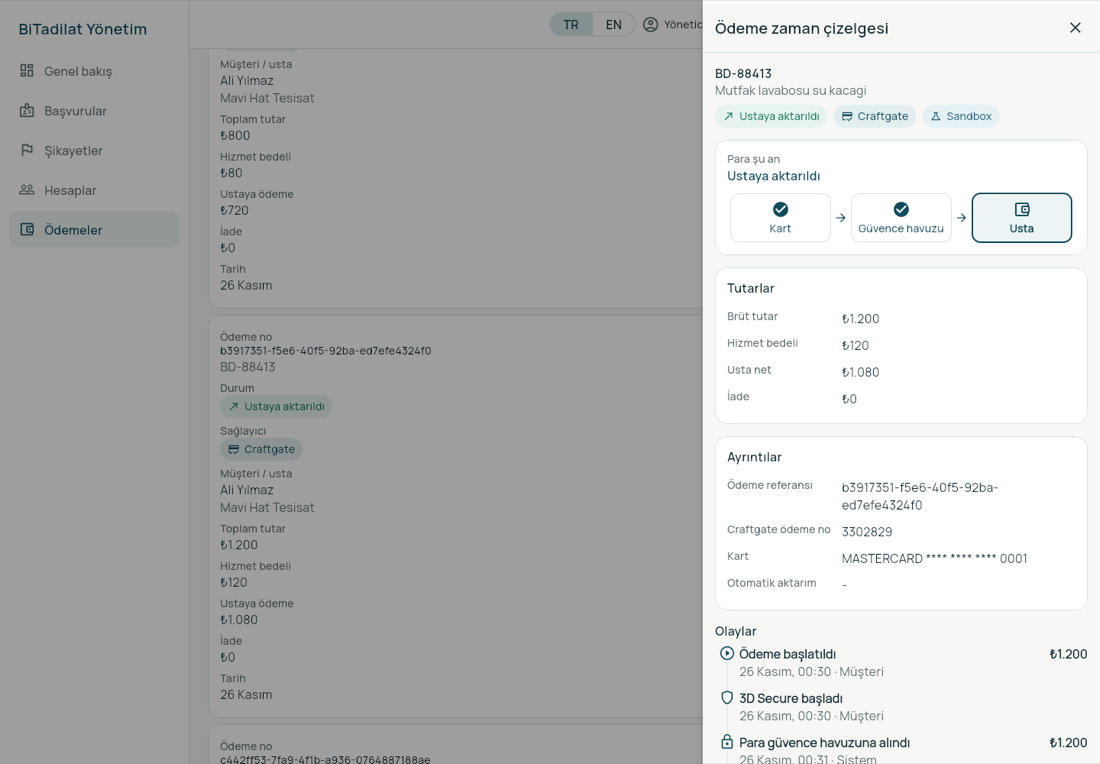 BiTadilat Yönetim
Genel bakış
Başvurular
Şikayetler
Hesaplar
Ödemeler
TR
EN
Müşteri / usta
Ali Yılmaz
Mavi Hat Tesisat
Toplam tutar
₺800
Hizmet bedeli
₺80
Ustaya ödeme
₺720
İade
₺0
Tarih
26 Kasım
Ödeme no
b3917351-f5e6-40f5-92ba-ed7efe4324f0
BD-88413
Durum
Ustaya aktarıldı
Sağlayıcı
Craftgate
Müşteri / usta
Ali Yılmaz
Mavi Hat Tesisat
Toplam tutar
₺1.200
Hizmet bedeli
₺120
Ustaya ödeme
₺1.080
İade
₺0
Tarih
26 Kasım
Ödeme no
c442ff53-7fa9-4f1b-a936-0764887188ae
Ödeme zaman çizelgesi
BD-88413
Mutfak lavabosu su kacagi
Ustaya aktarıldı
Craftgate
Sandbox
Para şu an
Ustaya aktarıldı
Kart
Güvence havuzu
Usta
Tutarlar
Brüt tutar ₺1.200
Hizmet bedeli ₺120
Usta net ₺1.080
İade ₺0
Ayrıntılar
Ödeme referansı b3917351-f5e6-40f5-92ba-
ed7efe4324f0
Craftgate ödeme no 3302829
Kart MASTERCARD **** **** **** 0001
Otomatik aktarım -
Olaylar
Ödeme başlatıldı ₺1.200
26 Kasım, 00:30 · Müşteri
3D Secure başladı
26 Kasım, 00:30 · Müşteri
Para güvence havuzuna alındı ₺1.200
26 Kasım, 00:31 · Sistem